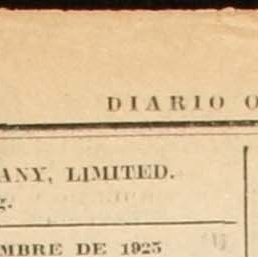 DIARIO O
ANY, LIMITED.
g.
MBRE DE 1925